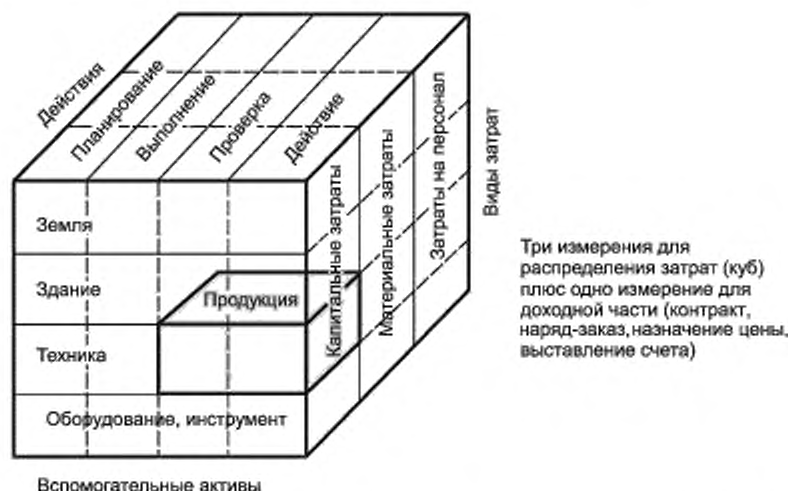 Действия
Планирование
Выполнение
Проверка
Действие
Земля
Здание
Техника
Оборудование, инструмент
Продукция
Капитальные затраты
Материальные затраты
Затраты на персонал
Виды затрат
Вспомогательные активы
Три измерения для
распределения затрат (куб)
плюс одно измерение для
доходной части (контракт,
наряд-заказ, назначение цены,
выставление счета)